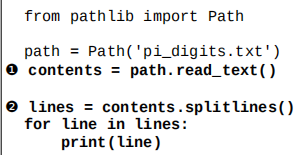 from pathlib import Path
path = Path('pi_digits.txt')
❶ contents = path.read_text()
❷ lines = contents.splitlines()
for line in lines:
    print(line)